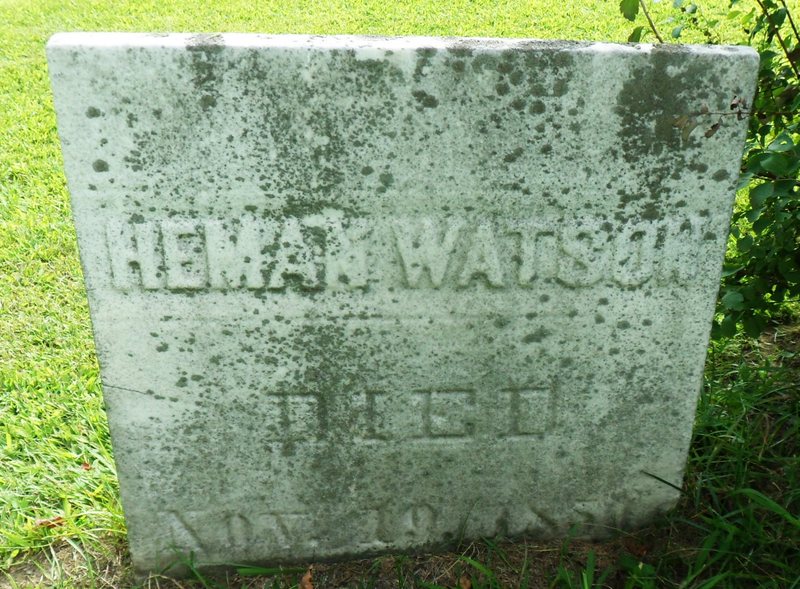 HEMAN WATSON
DIED
NOV. 19,